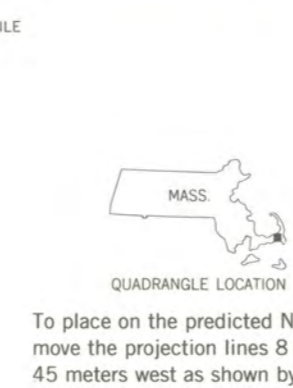 ILE
MASS.
QUADRANGLE LOCATION
To place on the predicted N
move the projection lines 8
45 meters west as shown by